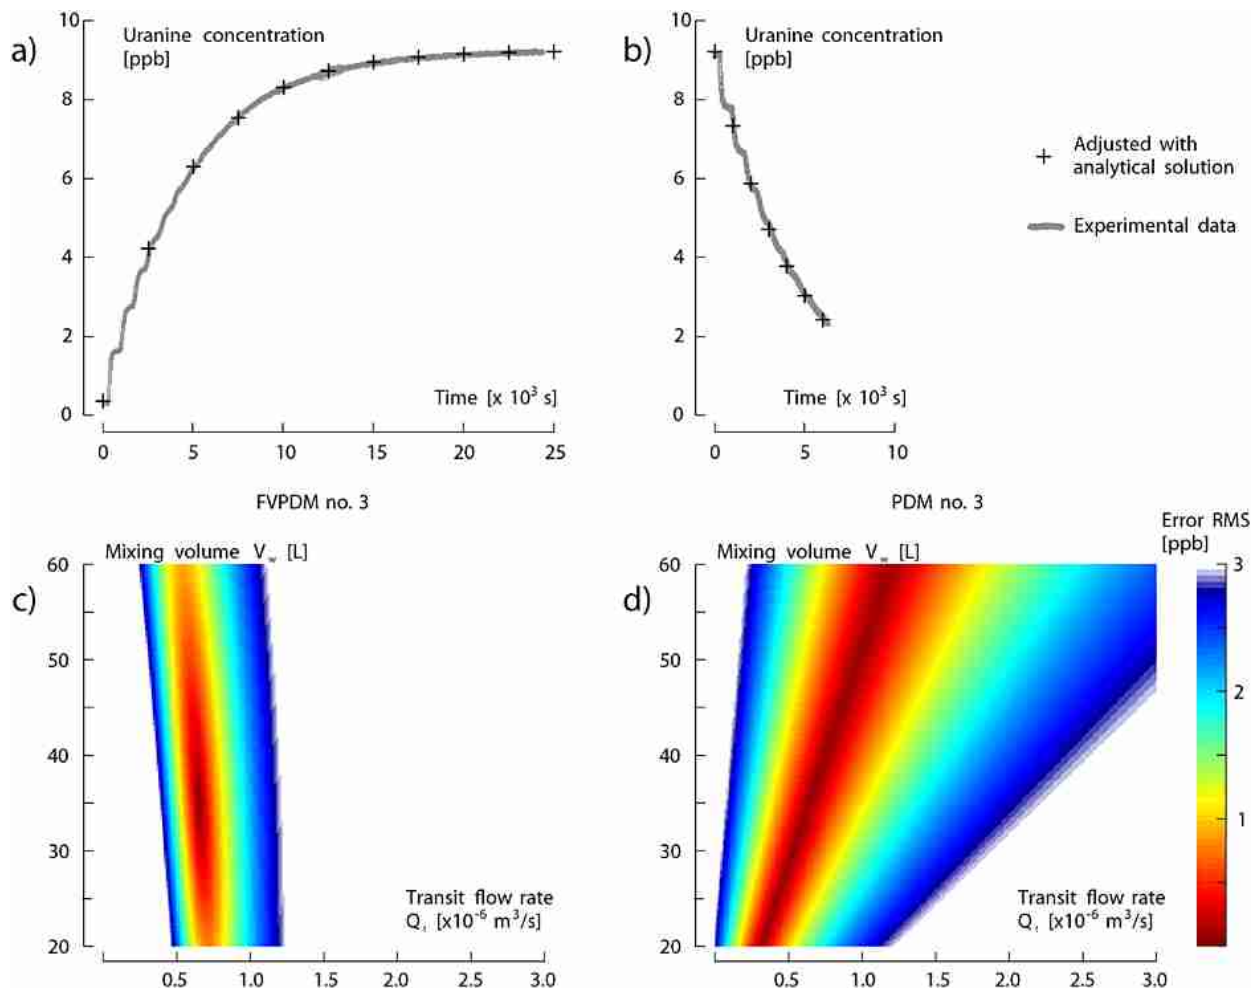 a)
Uranine concentration
[ppb]
10
8
6
4
2
0
Time [x 10³ s]
0 5 10 15 20 25
b)
Uranine concentration
[ppb]
10
8
6
4
2
0
Time [x 10³ s]
0 5 10
Adjusted with
analytical solution
Experimental data
FVPDM no. 3
PDM no. 3
c)
Mixing volume V_w [L]
60
50
40
30
20
Transit flow rate
Q_t [x10⁻⁶ m³/s]
0.5 1.0 1.5 2.0 2.5 3.0
d)
Mixing volume V_w [L]
60
50
40
30
20
Transit flow rate
Q_t [x10⁻⁶ m³/s]
0.5 1.0 1.5 2.0 2.5 3.0
Error RMS
[ppb]
3
2
1